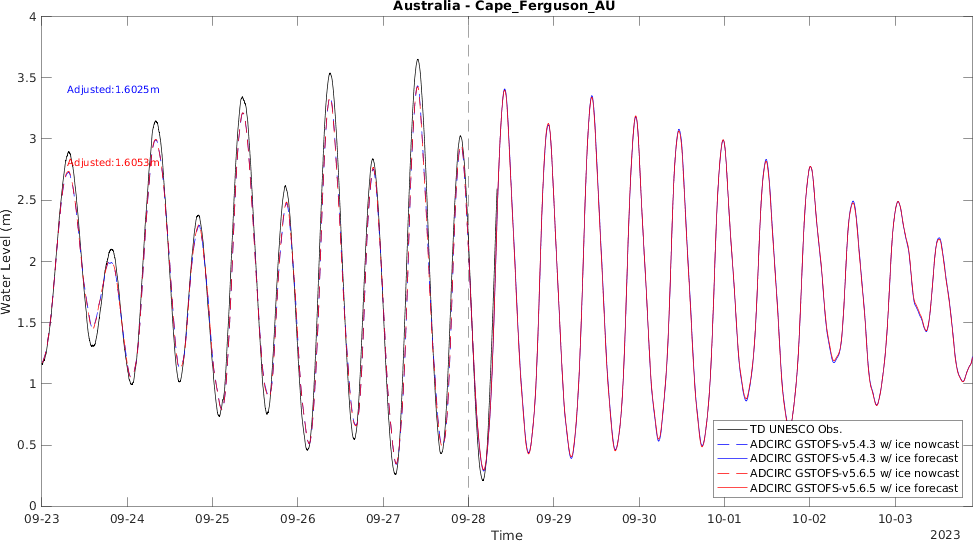 Australia - Cape_Ferguson_AU
4
3.5
3
2.5
2
1.5
1
0.5
0
Water Level (m)
Adjusted:1.6025m
Adjusted:1.6053m
TD UNESCO Obs.
ADCIRC GSTOFS-v5.4.3 w/ ice nowcast
ADCIRC GSTOFS-v5.4.3 w/ ice forecast
ADCIRC GSTOFS-v5.6.5 w/ ice nowcast
ADCIRC GSTOFS-v5.6.5 w/ ice forecast
09-23 09-24 09-25 09-26 09-27 09-28 09-29 09-30 10-01 10-02 10-03
Time
2023